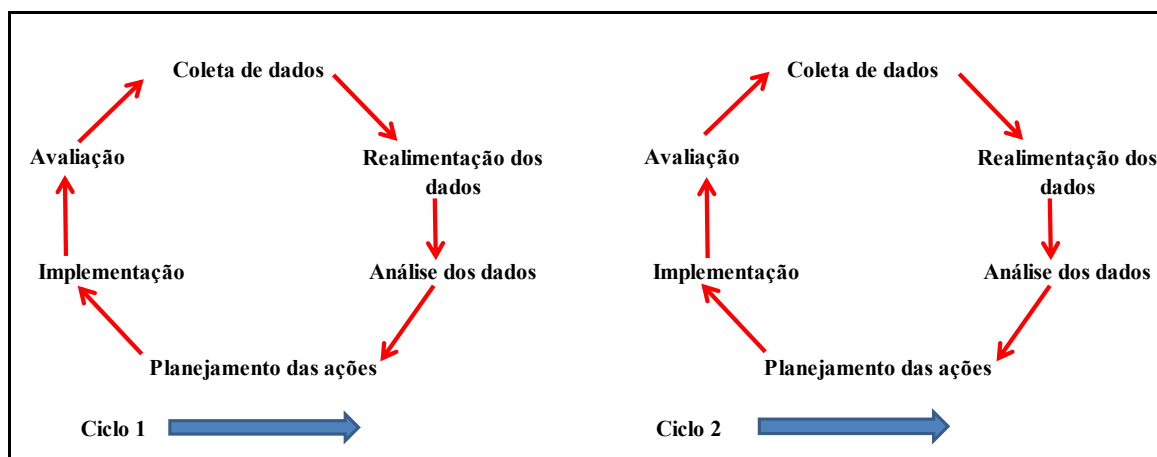 Coleta de dados
Realimentação dos
dados
Análise dos dados
Planejamento das ações
Implementação
Avaliação
Ciclo 1
Coleta de dados
Realimentação dos
dados
Análise dos dados
Planejamento das ações
Implementação
Avaliação
Ciclo 2